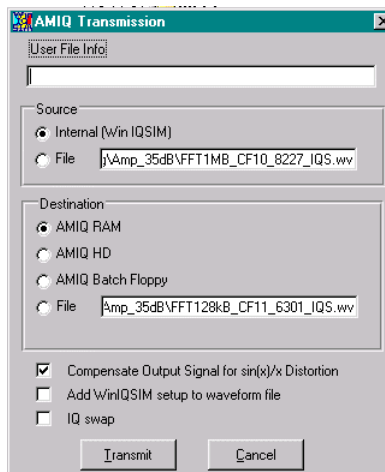 AMIQ Transmission
User File Info
Source
Internal (Win IQSIM)
File
\Amp_35dB\FFT1MB_CF10_8227_IQS.wv
Destination
AMIQ RAM
AMIQ HD
AMIQ Batch Floppy
File
Amp_35dB\FFT128kB_CF11_6301_IQS.wv
Compensate Output Signal for sin(x)/x Distortion
Add WinIQSIM setup to waveform file
IQ swap
Transmit
Cancel